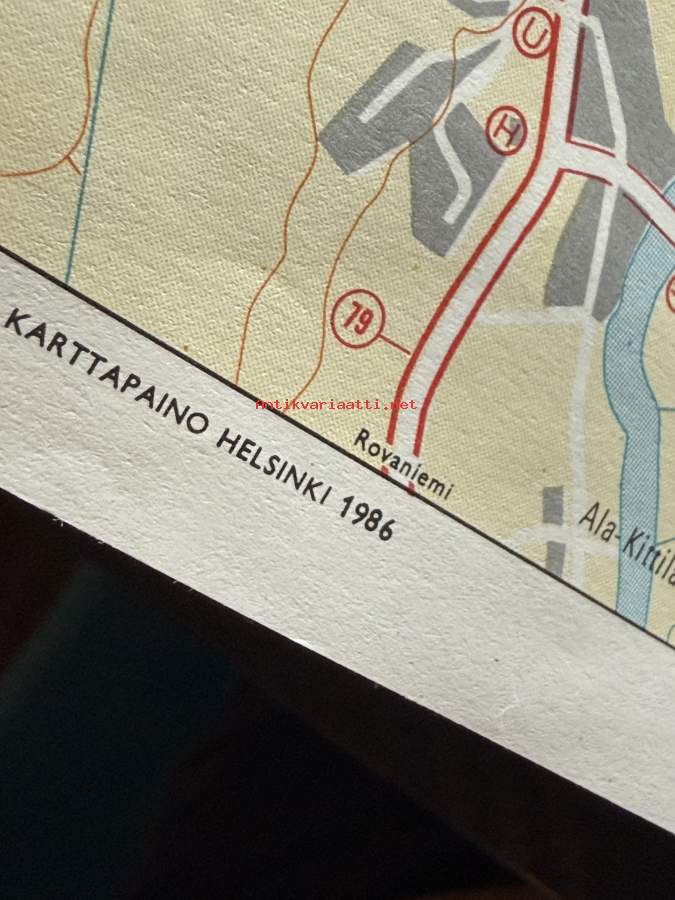 U
H
79
KARTTAPAINO HELSINKI 1986
Antikvariaatti.net
Rovaniemi
Ala-Kittilä